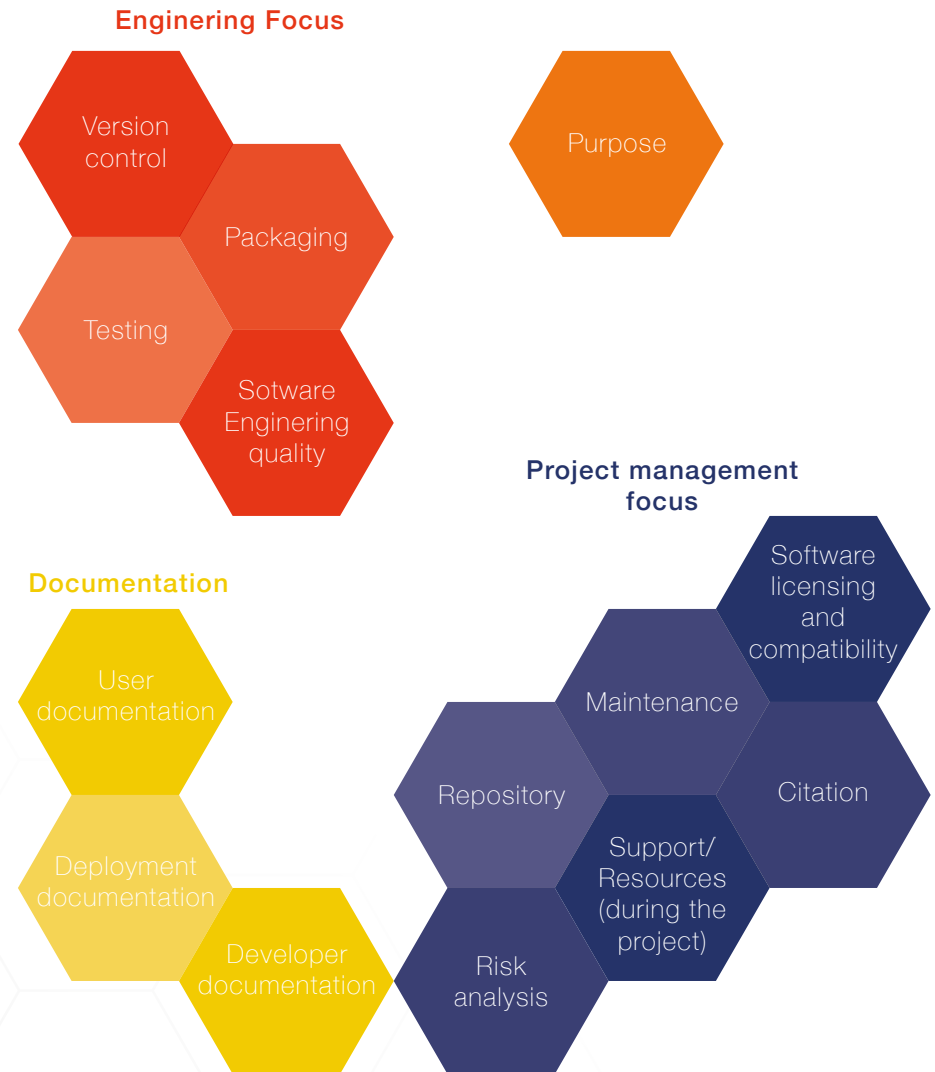 Enginering Focus
Version
control
Purpose
Packaging
Testing
Sotware
Enginering
quality
Project management
focus
Software
licensing
and
compatibility
Documentation
User
documentation
Maintenance
Repository
Citation
Deployment
documentation
Support/
Resources
(during the
project)
Developer
documentation
Risk
analysis